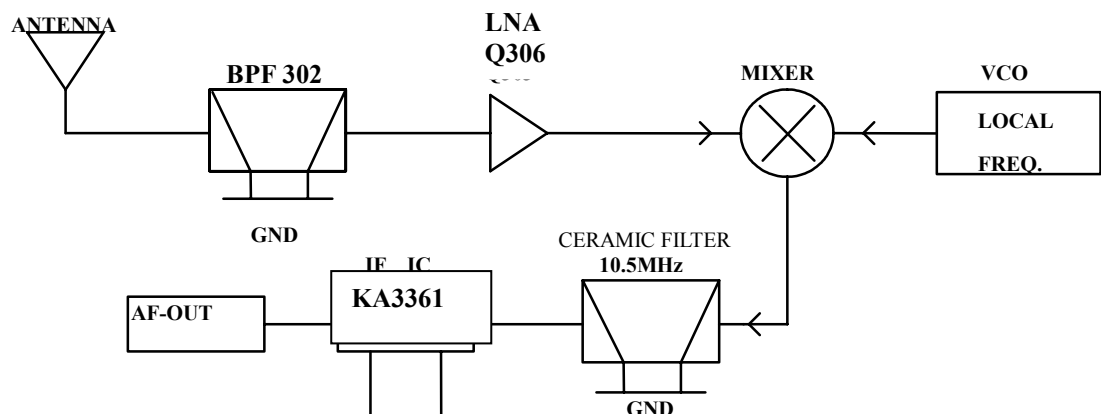 ANTENNA
LNA
Q306
BPF 302
MIXER
VCO
LOCAL
FREQ.
GND
CERAMIC FILTER
10.5MHz
IF IC
KA3361
AF-OUT
GND